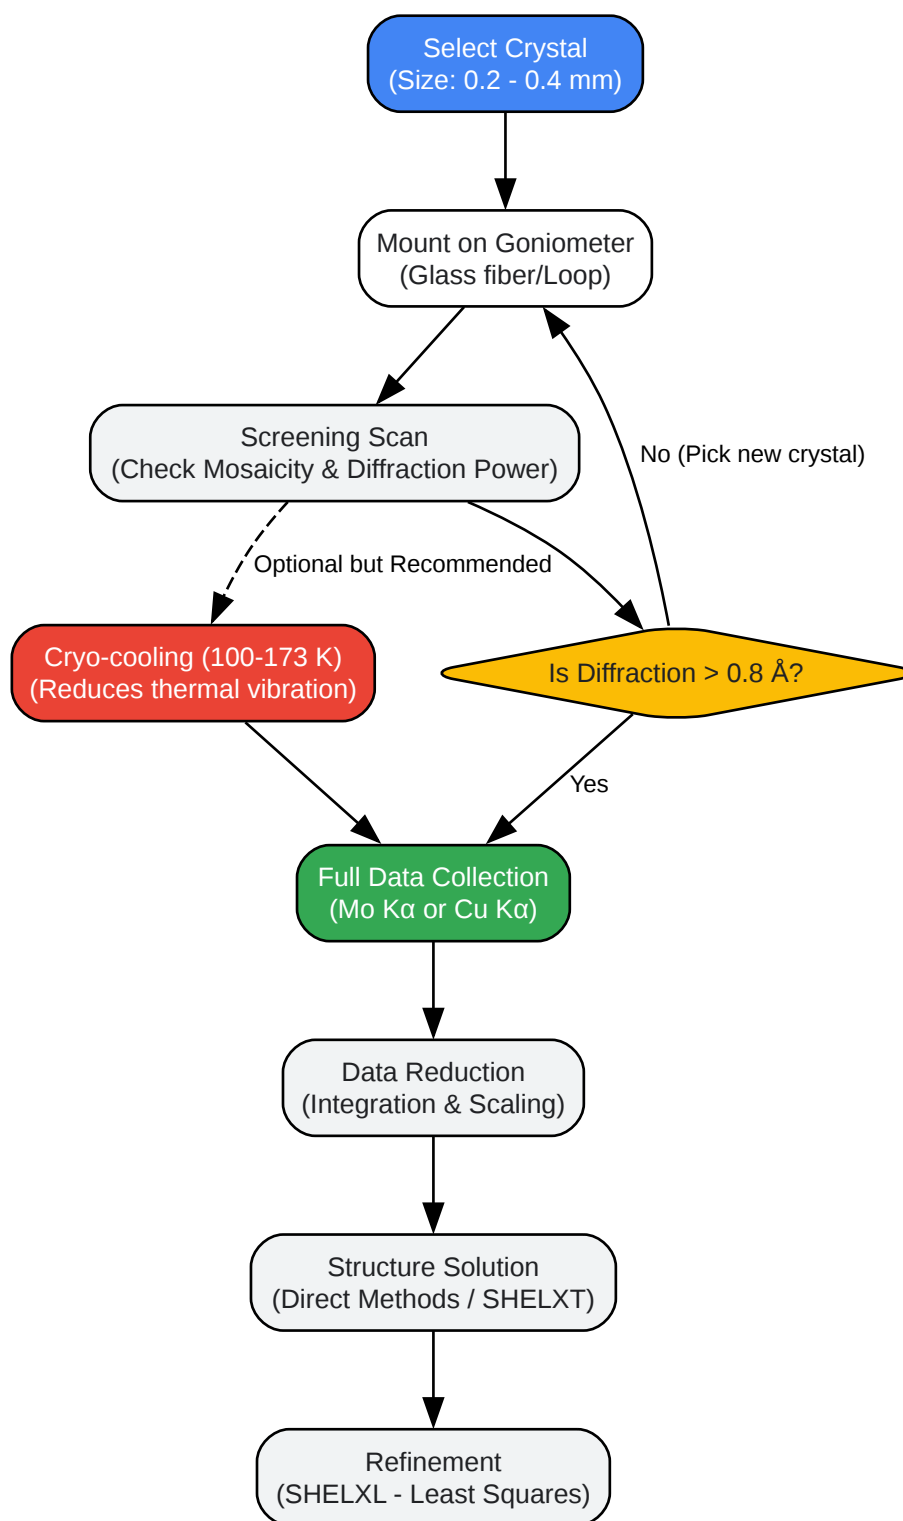 Select Crystal
(Size: 0.2 - 0.4 mm)
Mount on Goniometer
(Glass fiber/Loop)
Screening Scan
(Check Mosaicity & Diffraction Power)
No (Pick new crystal)
Optional but Recommended
Cryo-cooling (100-173 K)
(Reduces thermal vibration)
Is Diffraction > 0.8 Å?
Yes
Full Data Collection
(Mo Kα or Cu Kα)
Data Reduction
(Integration & Scaling)
Structure Solution
(Direct Methods / SHELXT)
Refinement
(SHELXL - Least Squares)